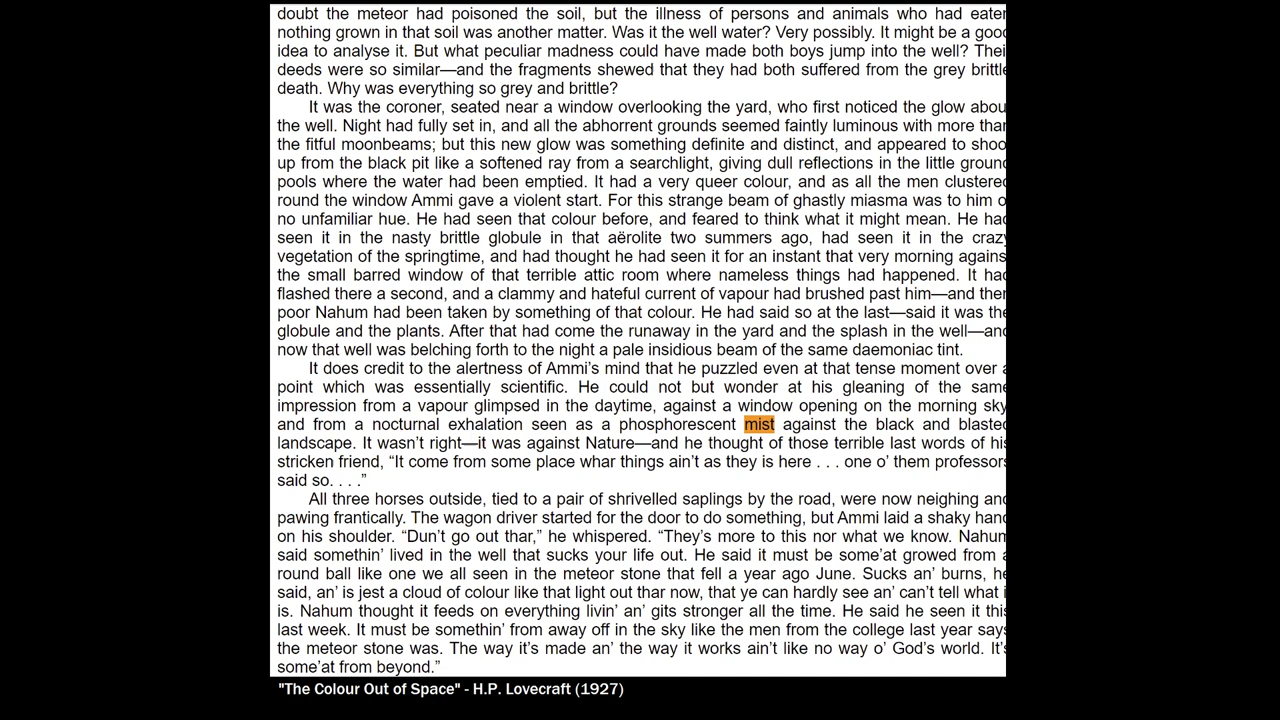 doubt the meteor had poisoned the soil, but the illness of persons and animals who had eaten
nothing grown in that soil was another matter. Was it the well water? Very possibly. It might be a good
idea to analyse it. But what peculiar madness could have made both boys jump into the well? Thei
deeds were so similar—and the fragments shewed that they had both suffered from the grey brittle
death. Why was everything so grey and brittle?
It was the coroner, seated near a window overlooking the yard, who first noticed the glow abou
the well. Night had fully set in, and all the abhorrent grounds seemed faintly luminous with more than
the fitful moonbeams; but this new glow was something definite and distinct, and appeared to shoo
up from the black pit like a softened ray from a searchlight, giving dull reflections in the little ground
pools where the water had been emptied. It had a very queer colour, and as all the men clustered
round the window Ammi gave a violent start. For this strange beam of ghastly miasma was to him o
no unfamiliar hue. He had seen that colour before, and feared to think what it might mean. He had
seen it in the nasty brittle globule in that aërolite two summers ago, had seen it in the crazy
vegetation of the springtime, and had thought he had seen it for an instant that very morning agains
the small barred window of that terrible attic room where nameless things had happened. It had
flashed there a second, and a clammy and hateful current of vapour had brushed past him—and then
poor Nahum had been taken by something of that colour. He had said so at the last—said it was the
globule and the plants. After that had come the runaway in the yard and the splash in the well—and
now that well was belching forth to the night a pale insidious beam of the same daemoniac tint.
It does credit to the alertness of Ammi's mind that he puzzled even at that tense moment over a
point which was essentially scientific. He could not but wonder at his gleaning of the same
impression from a vapour glimpsed in the daytime, against a window opening on the morning sky
and from a nocturnal exhalation seen as a phosphorescent mist against the black and blasted
landscape. It wasn't right—it was against Nature—and he thought of those terrible last words of his
stricken friend, “It come from some place whar things ain't as they is here . . . one o' them professors
said so. . . .”
All three horses outside, tied to a pair of shrivelled saplings by the road, were now neighing and
pawing frantically. The wagon driver started for the door to do something, but Ammi laid a shaky hand
on his shoulder. “Dun't go out thar,” he whispered. “They's more to this nor what we know. Nahum
said somethin' lived in the well that sucks your life out. He said it must be some'at growed from a
round ball like one we all seen in the meteor stone that fell a year ago June. Sucks an' burns, he
said, an' is jest a cloud of colour like that light out thar now, that ye can hardly see an' can't tell what i
is. Nahum thought it feeds on everything livin' an' gits stronger all the time. He said he seen it this
last week. It must be somethin' from away off in the sky like the men from the college last year says
the meteor stone was. The way it's made an' the way it works ain't like no way o' God's world. It's
some'at from beyond.”
"The Colour Out of Space" - H.P. Lovecraft (1927)